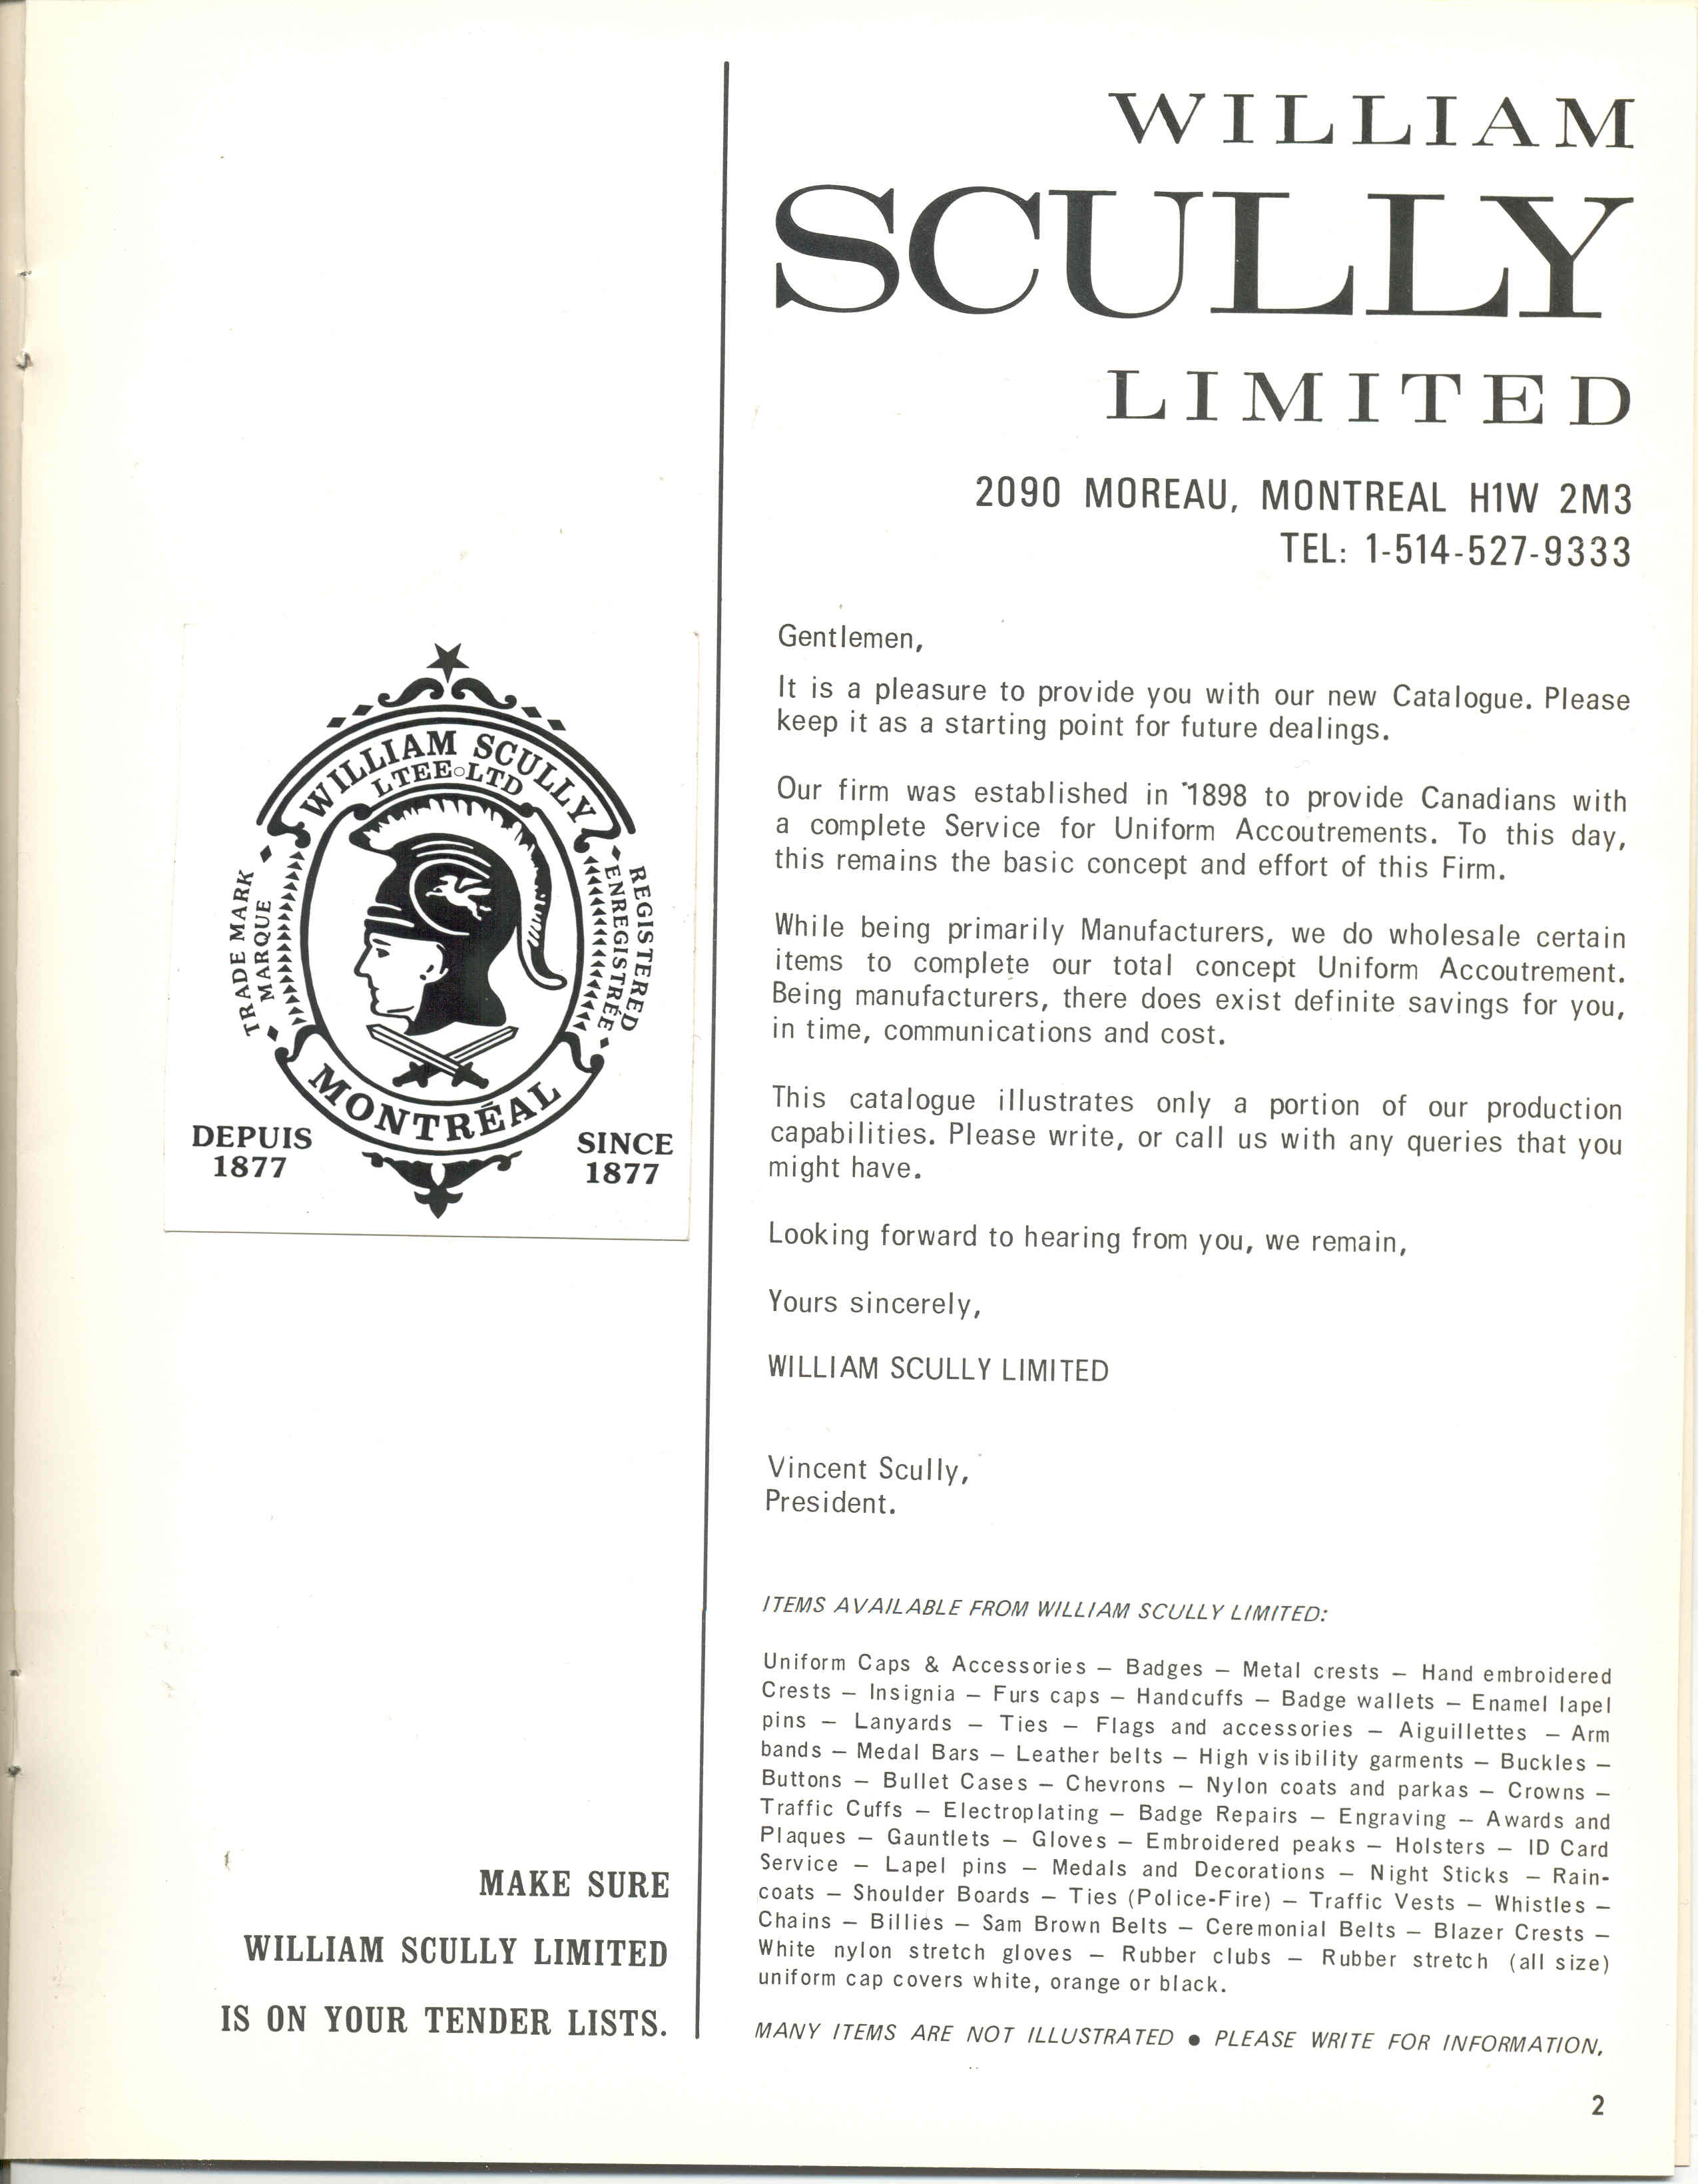 WILLIAM
SCULLY
LIMITED
2090 MOREAU, MONTREAL H1W 2M3
TEL: 1-514-527-9333
WILLIAM SCULLY
LTEE○LTD
TRADE MARK
MARQUE
REGISTERED
ENREGISTRÉE
MONTRÉAL
DEPUIS
1877
SINCE
1877
MAKE SURE
WILLIAM SCULLY LIMITED
IS ON YOUR TENDER LISTS.
Gentlemen,
It is a pleasure to provide you with our new Catalogue. Please
keep it as a starting point for future dealings.
Our firm was established in 1898 to provide Canadians with
a complete Service for Uniform Accoutrements. To this day,
this remains the basic concept and effort of this Firm.
While being primarily Manufacturers, we do wholesale certain
items to complete our total concept Uniform Accoutrement.
Being manufacturers, there does exist definite savings for you,
in time, communications and cost.
This catalogue illustrates only a portion of our production
capabilities. Please write, or call us with any queries that you
might have.
Looking forward to hearing from you, we remain,
Yours sincerely,
WILLIAM SCULLY LIMITED
Vincent Scully,
President.
ITEMS AVAILABLE FROM WILLIAM SCULLY LIMITED:
Uniform Caps & Accessories — Badges — Metal crests — Hand embroidered
Crests — Insignia — Furs caps — Handcuffs — Badge wallets — Enamel lapel
pins — Lanyards — Ties — Flags and accessories — Aiguillettes — Arm
bands — Medal Bars — Leather belts — High visibility garments — Buckles —
Buttons — Bullet Cases — Chevrons — Nylon coats and parkas — Crowns —
Traffic Cuffs — Electroplating — Badge Repairs — Engraving — Awards and
Plaques — Gauntlets — Gloves — Embroidered peaks — Holsters — ID Card
Service — Lapel pins — Medals and Decorations — Night Sticks — Rain-
coats — Shoulder Boards — Ties (Police-Fire) — Traffic Vests — Whistles —
Chains — Billies — Sam Brown Belts — Ceremonial Belts — Blazer Crests —
White nylon stretch gloves — Rubber clubs — Rubber stretch (all size)
uniform cap covers white, orange or black.
MANY ITEMS ARE NOT ILLUSTRATED ● PLEASE WRITE FOR INFORMATION.
2